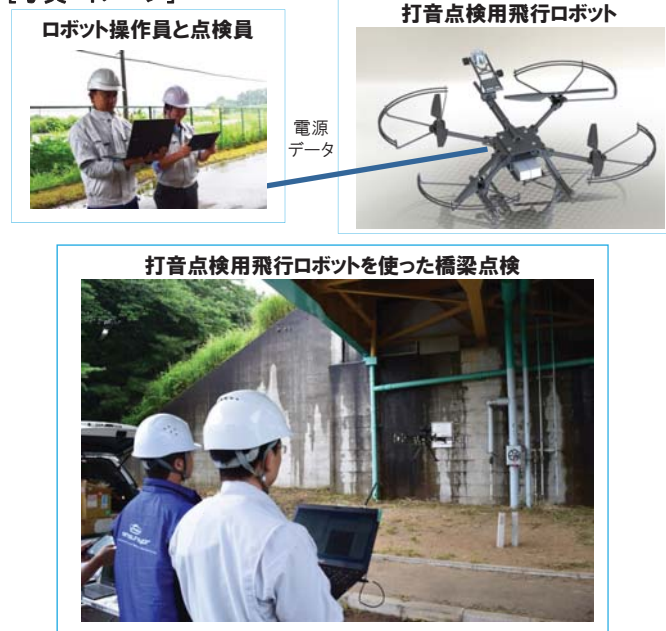 ロボット操作員と点検員
打音点検用飛行ロボット
電源
データ
打音点検用飛行ロボットを使った橋梁点検